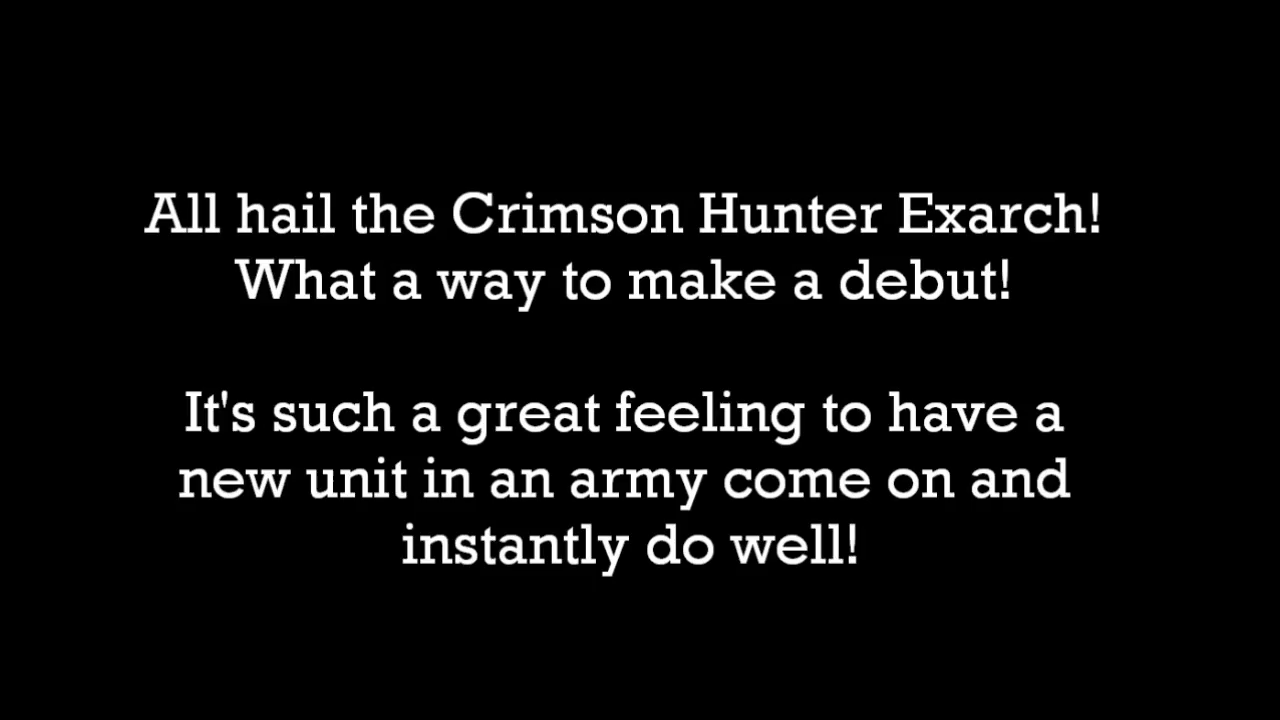 All hail the Crimson Hunter Exarch!
What a way to make a debut!
It's such a great feeling to have a
new unit in an army come on and
instantly do well!